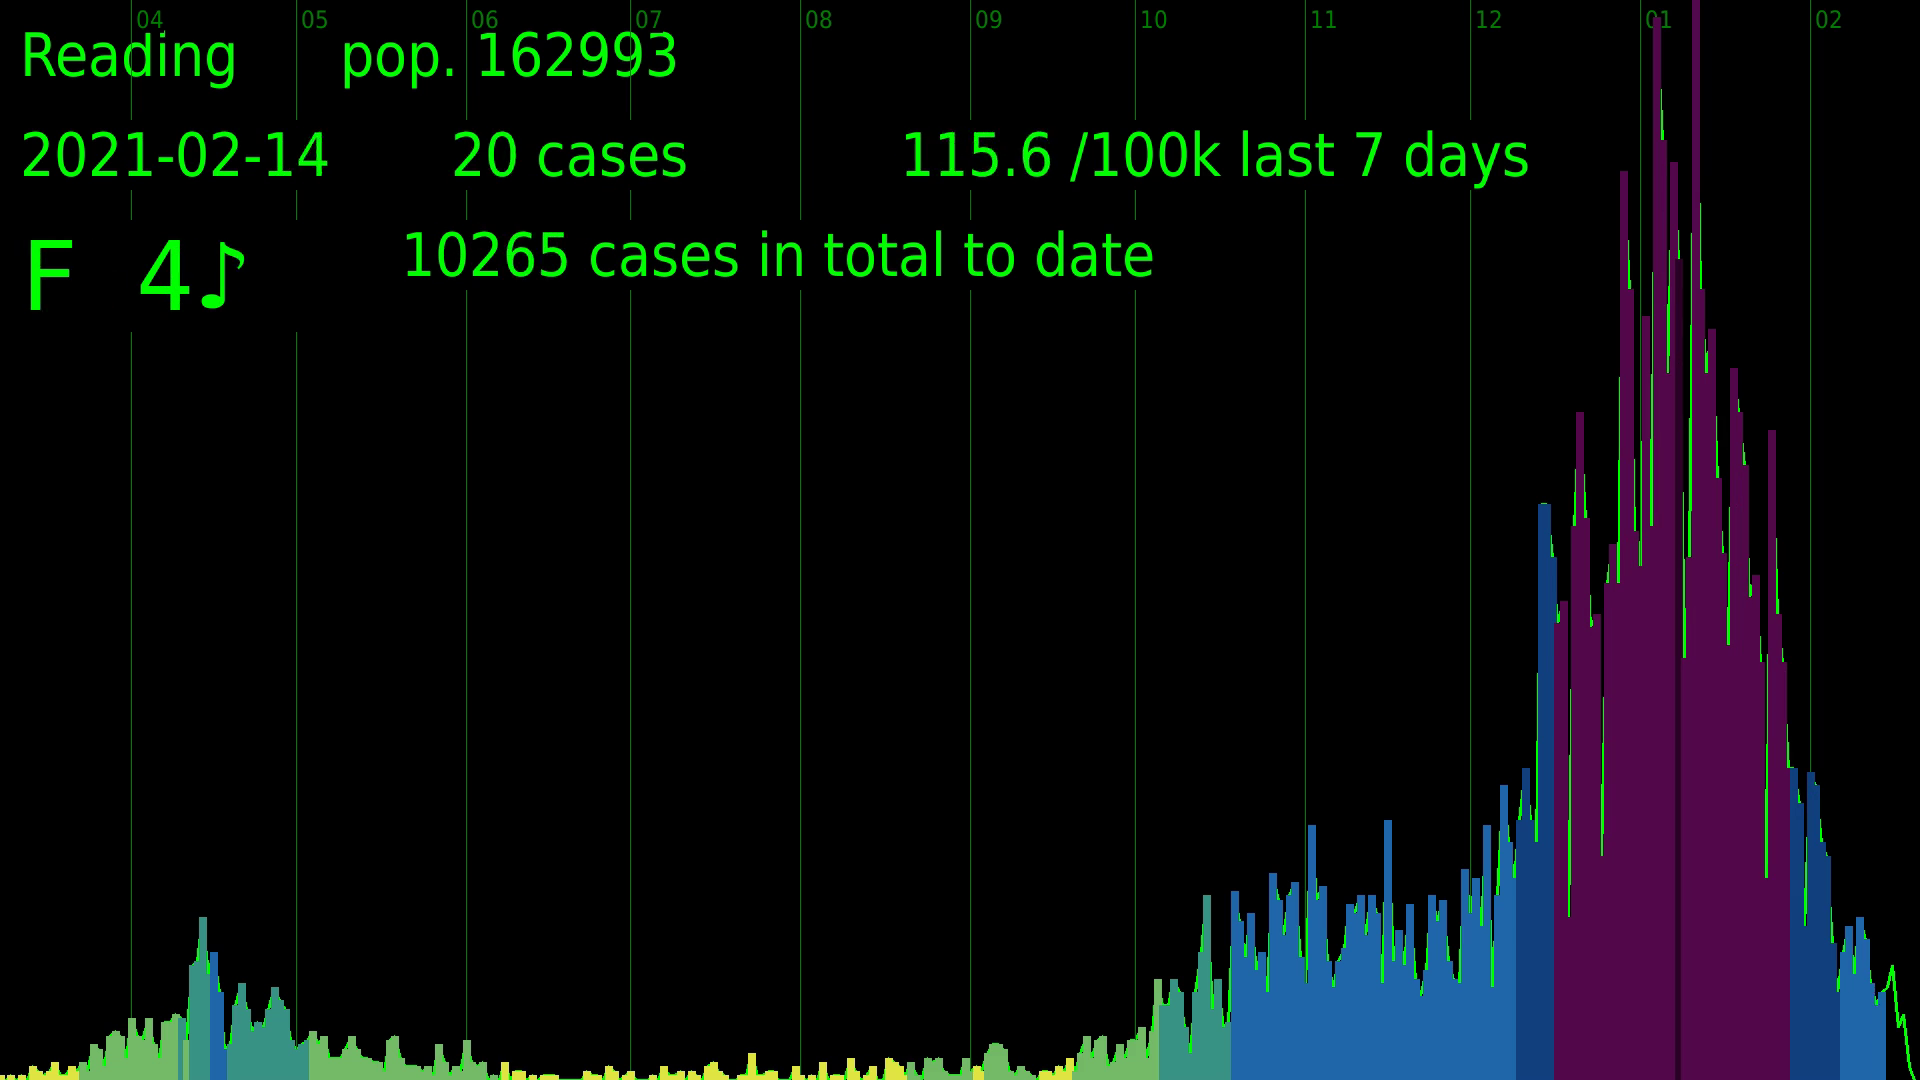 04 05 06 07 08 09 10 11 12 01 02
Reading pop. 162993
2021-02-14 20 cases 115.6 /100k last 7 days
F 4♪ 10265 cases in total to date